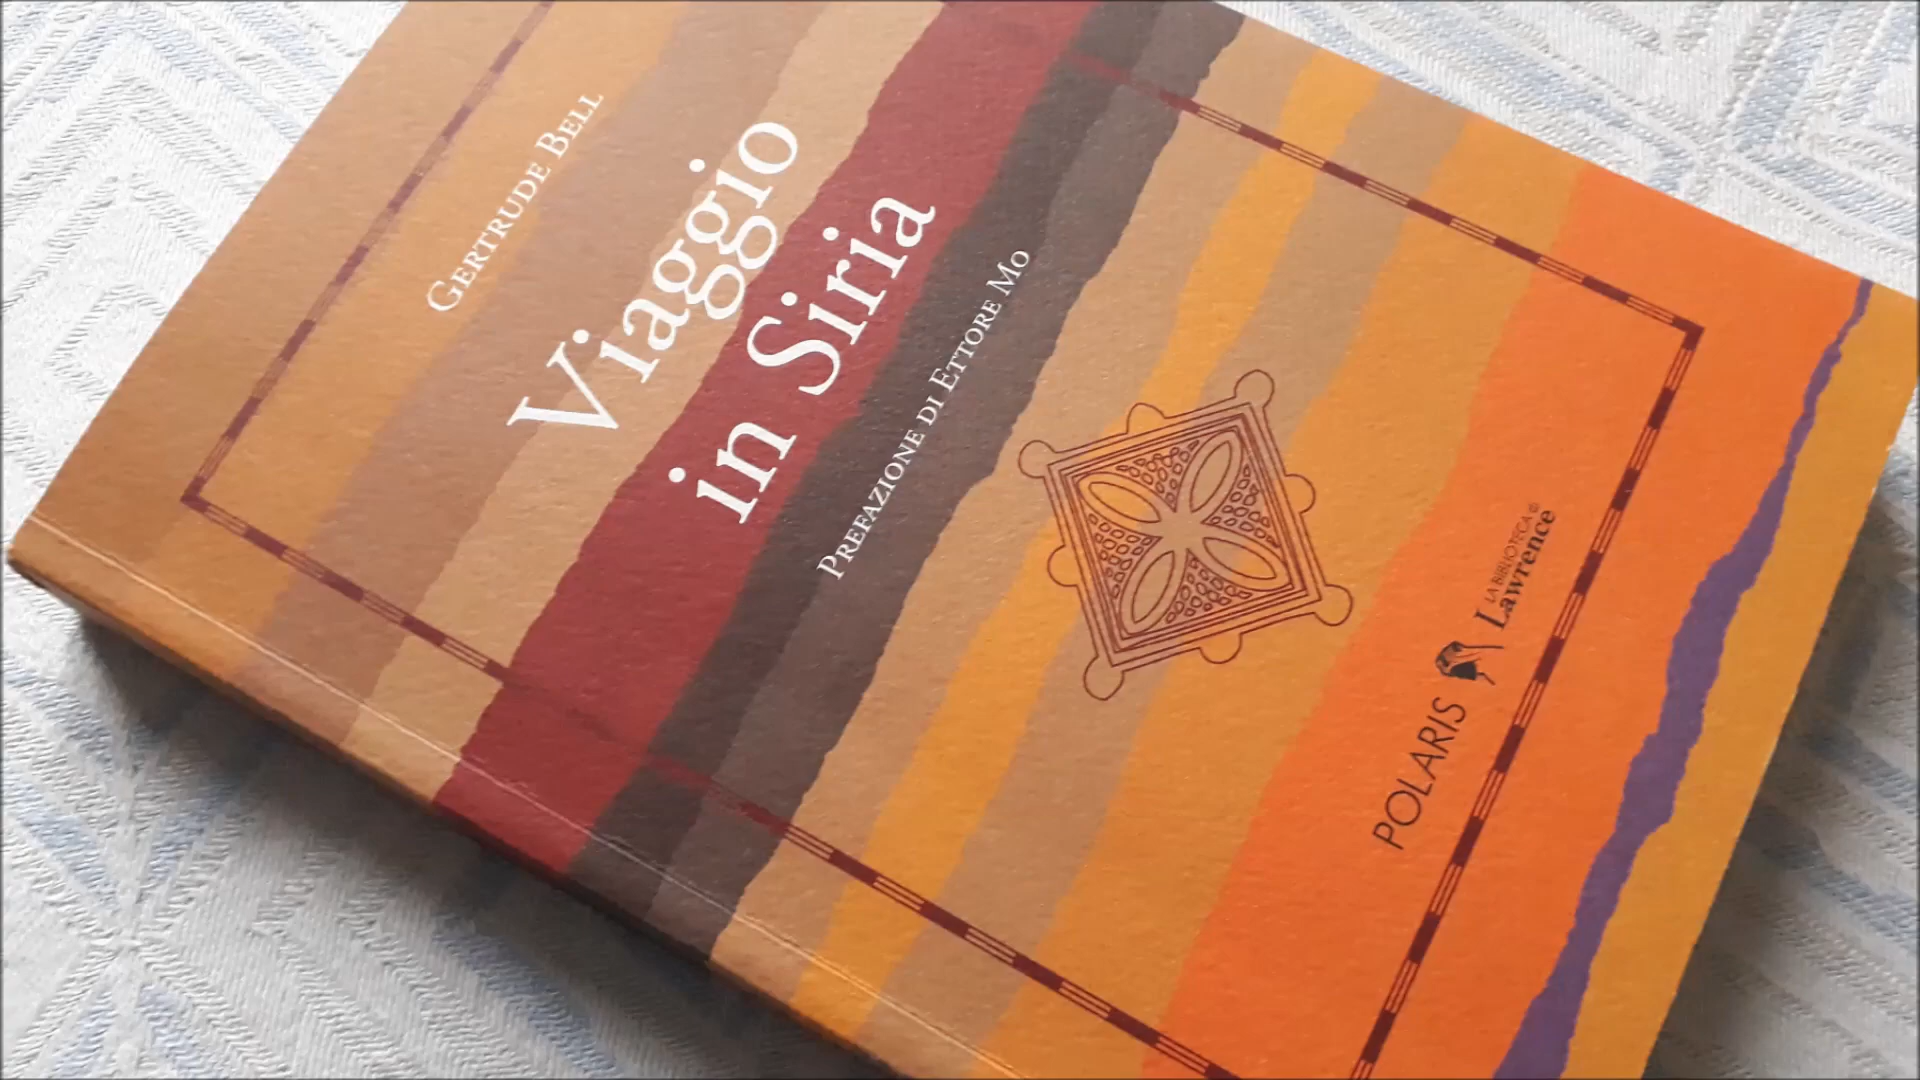 Gertrude Bell
Viaggio
in Siria
Prefazione di Ettore Mo
POLARIS
LA BIBLIOTECA DI
Lawrence